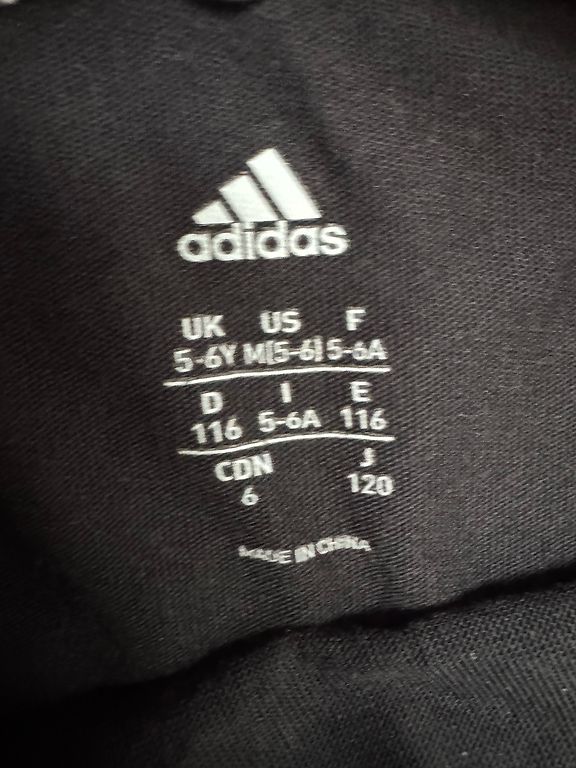 adidas
UK US F
5-6Y M[5-6] 5-6A
D I E
116 5-6A 116
CDN J
6 120
MADE IN CHINA